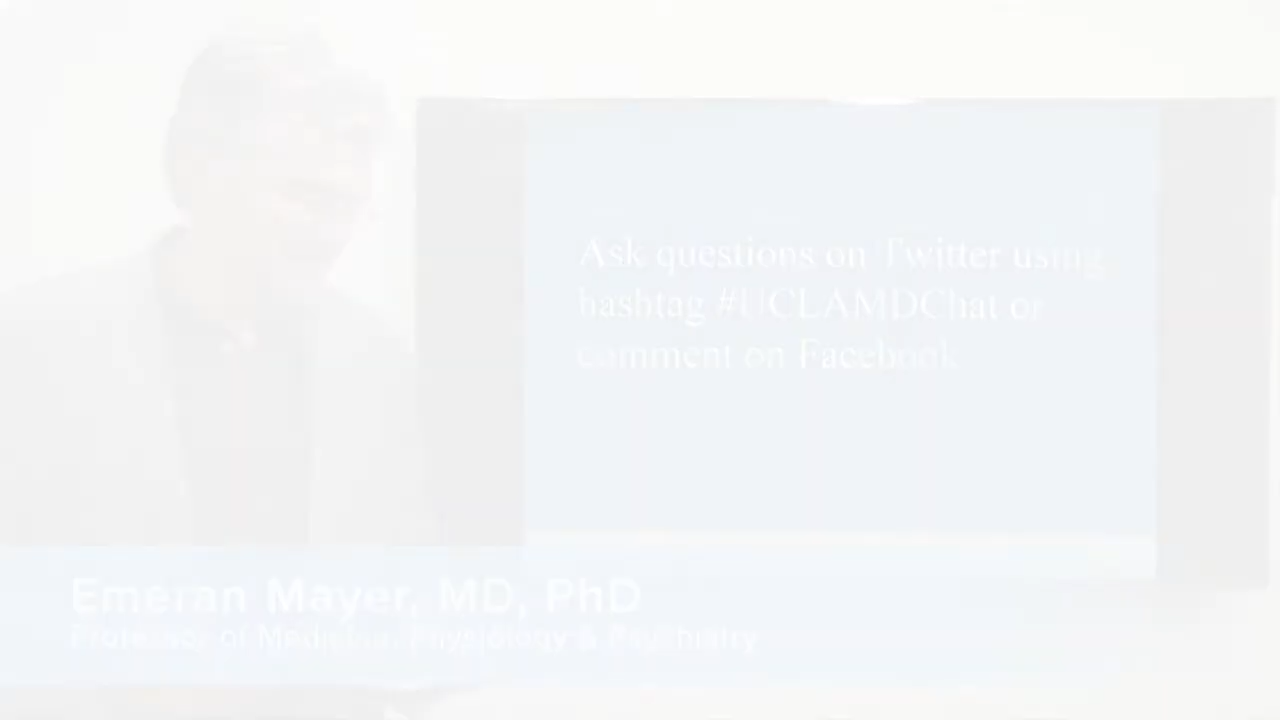 Ask questions on Twitter using
hashtag #UCLAMDChat or
comment on Facebook
Emeran Mayer, MD, PhD
Professor of Medicine, Physiology & Psychiatry